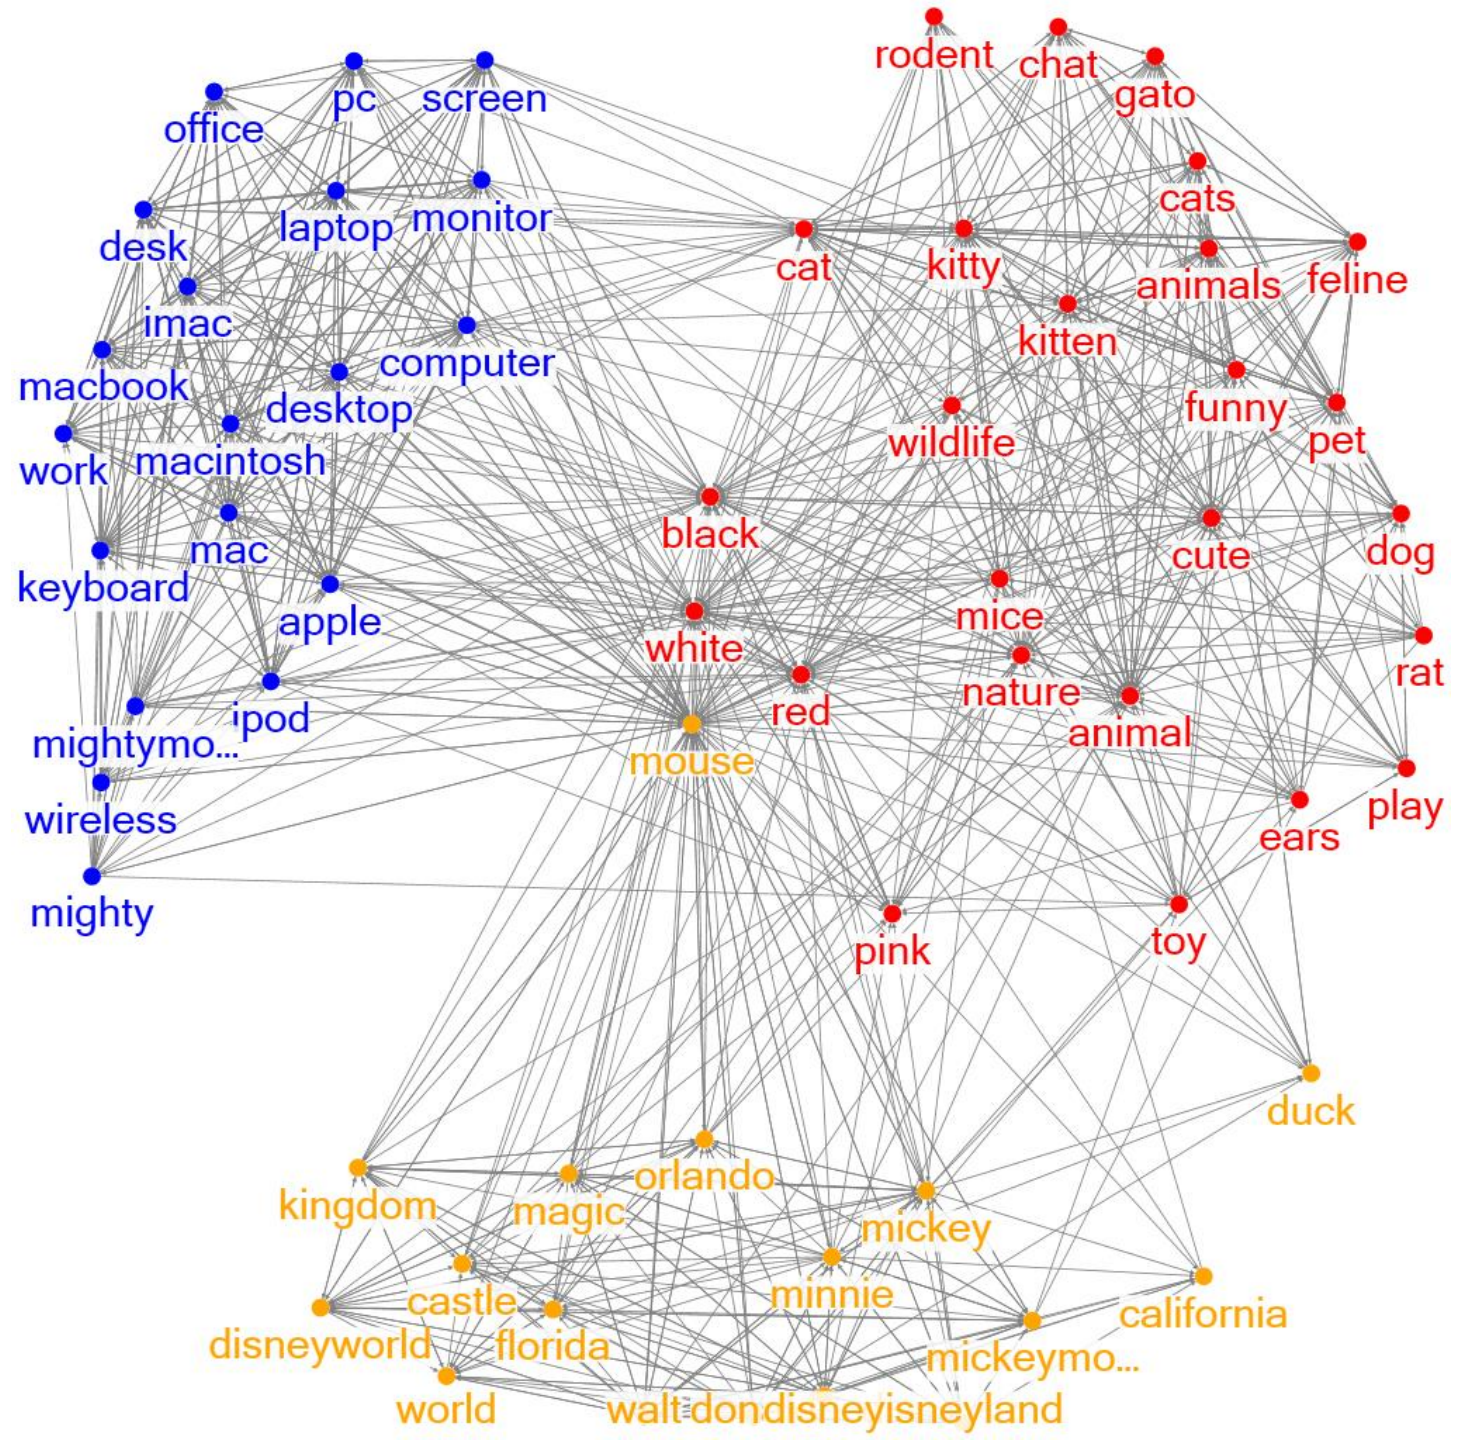 rodent
chat
pc
screen
gato
office
cats
laptop
monitor
desk
cat
kitty
animals
feline
imac
kitten
computer
macbook
desktop
funny
wildlife
pet
work
macintosh
black
mac
cute
dog
keyboard
mice
apple
white
rat
nature
red
animal
mightymo...
ipod
mouse
play
wireless
ears
mighty
pink
toy
duck
orlando
kingdom
magic
mickey
minnie
castle
california
disneyworld
florida
mickeymo...
world
walt
disney